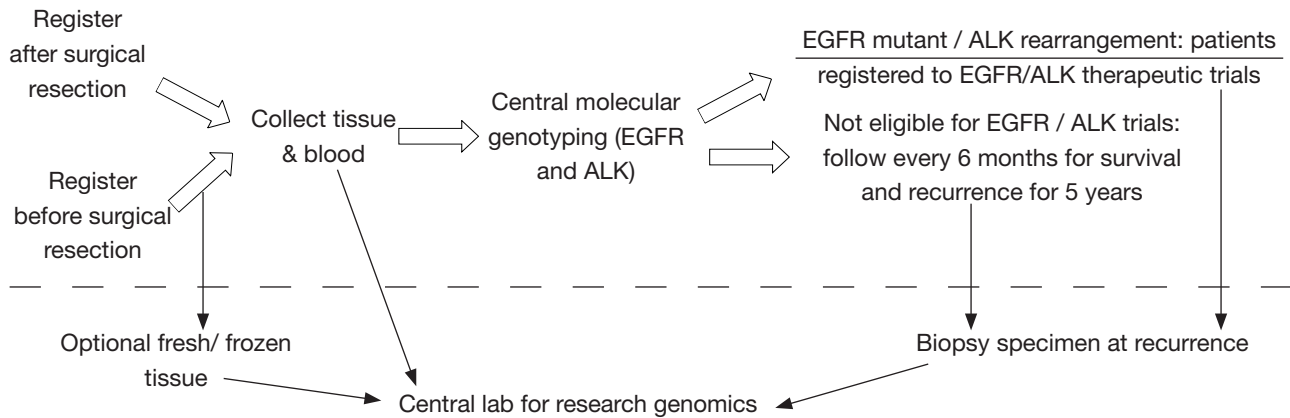 Register
after surgical
resection
Register
before surgical
resection
Collect tissue
& blood
Central molecular
genotyping (EGFR
and ALK)
EGFR mutant / ALK rearrangement: patients
registered to EGFR/ALK therapeutic trials
Not eligible for EGFR / ALK trials:
follow every 6 months for survival
and recurrence for 5 years
Optional fresh/ frozen
tissue
Biopsy specimen at recurrence
Central lab for research genomics